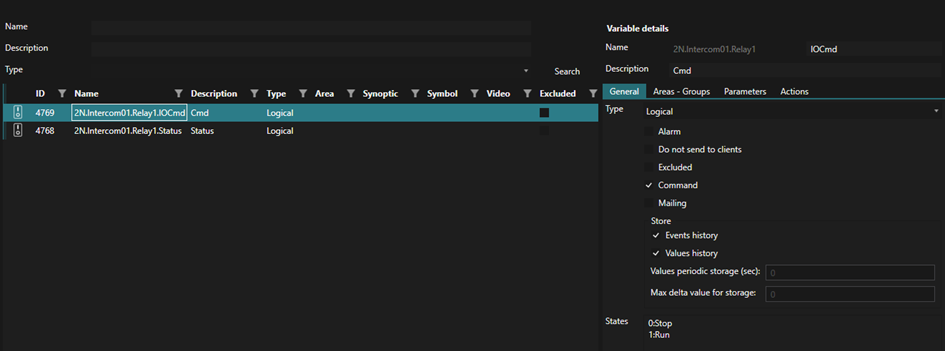 Name
Description
Type
Search
ID Name Description Type Area Synoptic Symbol Video Excluded
4769 2N.Intercom01.Relay1.IOCmd Cmd Logical
4768 2N.Intercom01.Relay1.Status Status Logical
Variable details
Name 2N.Intercom01.Relay1 IOCmd
Description Cmd
General Areas - Groups Parameters Actions
Type Logical
Alarm
Do not send to clients
Excluded
Command
Mailing
Store
Events history
Values history
Values periodic storage (sec): 0
Max delta value for storage: 0
States 0:Stop
1:Run